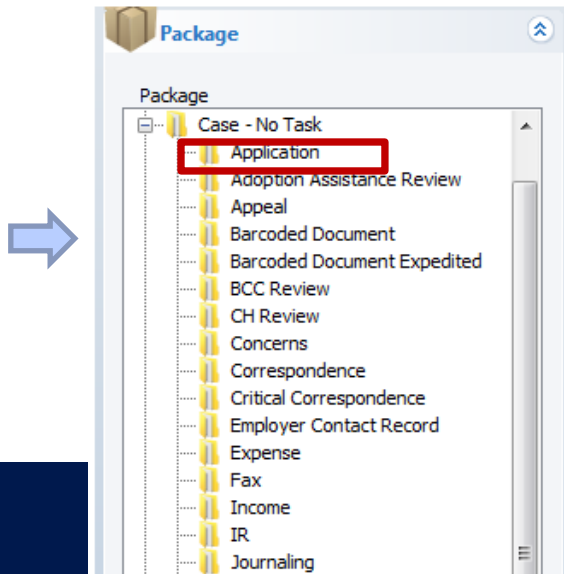 Package
Package
Case - No Task
Application
Adoption Assistance Review
Appeal
Barcoded Document
Barcoded Document Expedited
BCC Review
CH Review
Concerns
Correspondence
Critical Correspondence
Employer Contact Record
Expense
Fax
Income
IR
Journaling